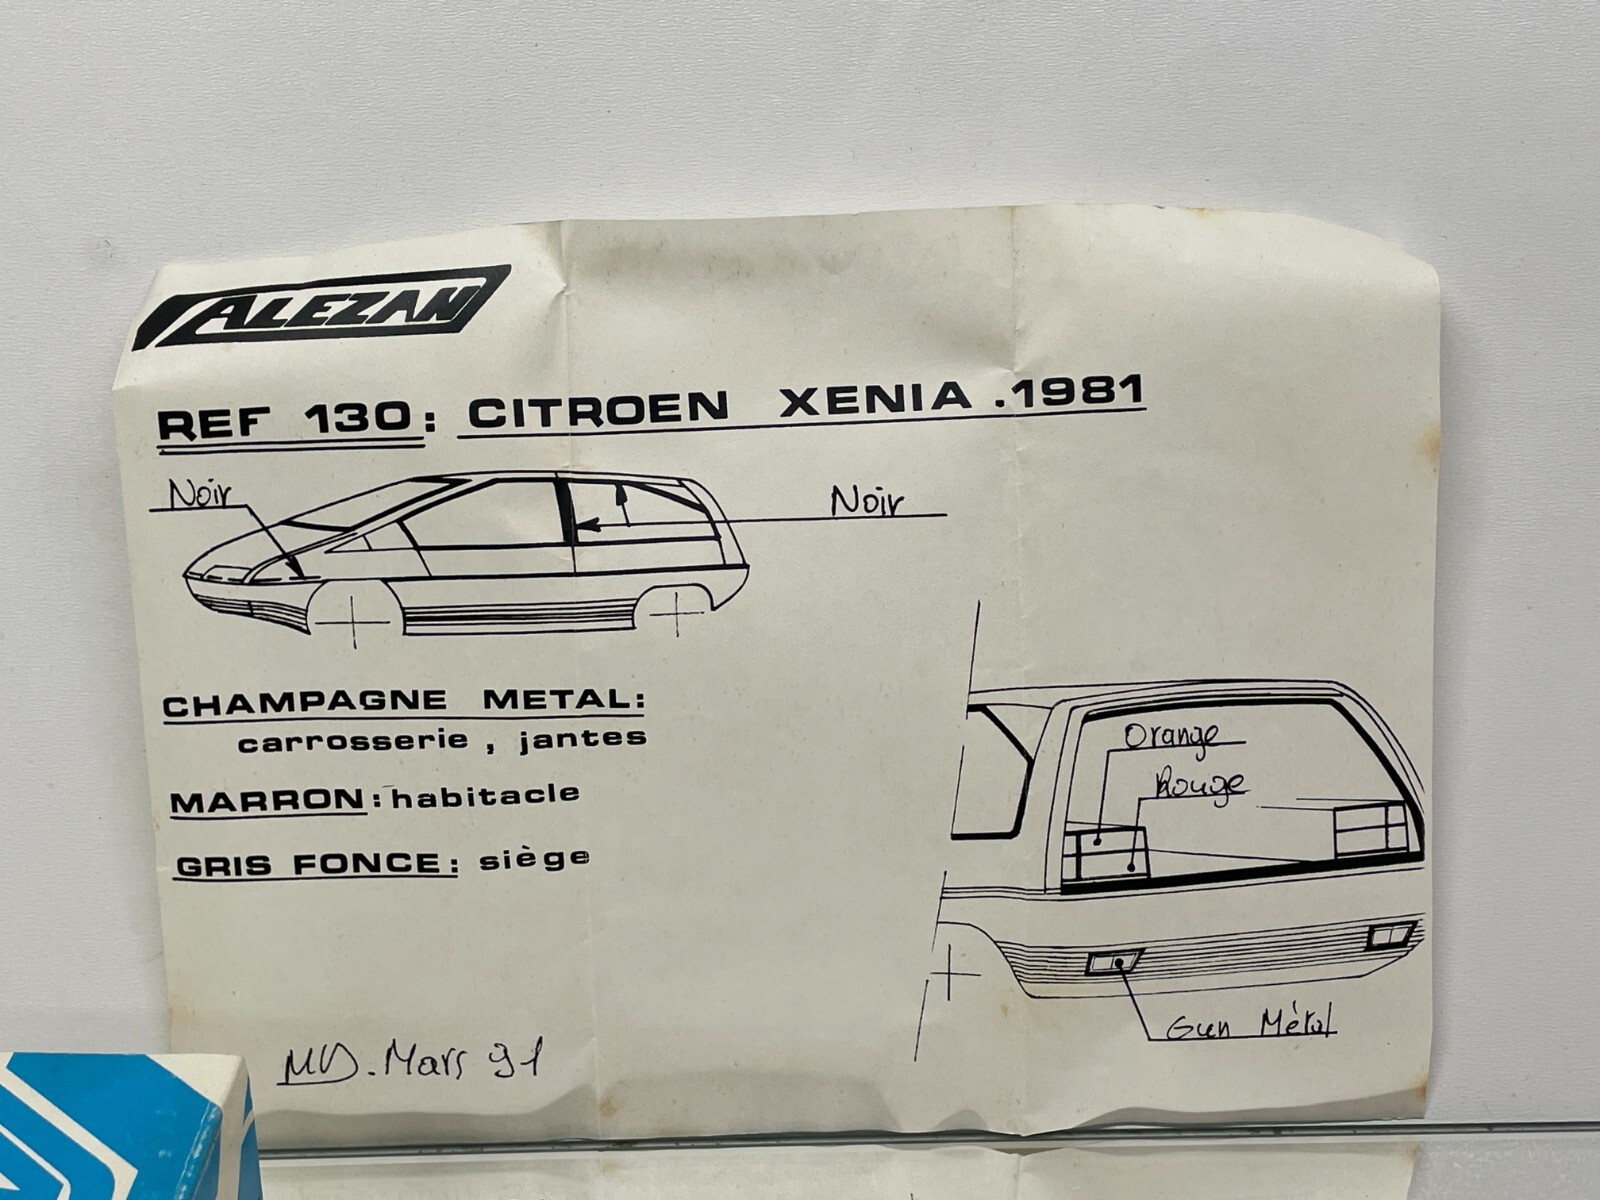 ALEZAN
REF 130: CITROEN XENIA .1981
Noir
Noir
CHAMPAGNE METAL:
carrosserie, jantes
MARRON: habitacle
GRIS FONCE: siège
Orange
Rouge
Gun Métal
MD. Mars 91